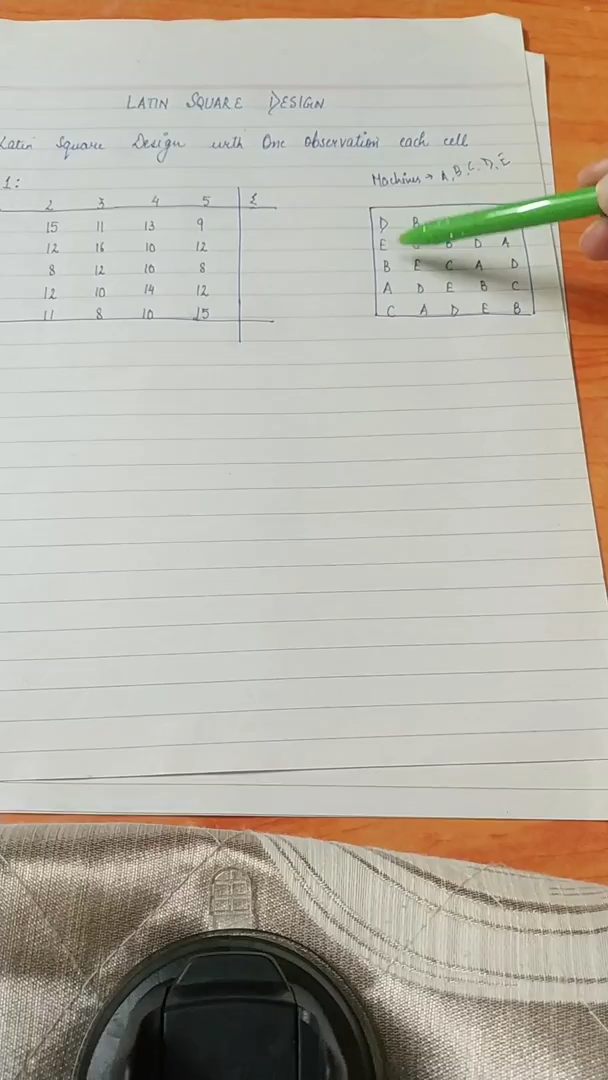 LATIN SQUARE DESIGN
Latin Square Design with One observation each cell
Machines → A, B, C, D, E
1:
2 3 4 5 Σ
15 11 13 9
12 16 10 12
8 12 10 8
12 10 14 12
11 8 10 15
D B
E B D A
B E C A D
A D E B C
C A D E B